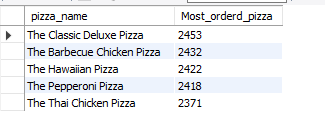 pizza_name Most_orderd_pizza
The Classic Deluxe Pizza 2453
The Barbecue Chicken Pizza 2432
The Hawaiian Pizza 2422
The Pepperoni Pizza 2418
The Thai Chicken Pizza 2371